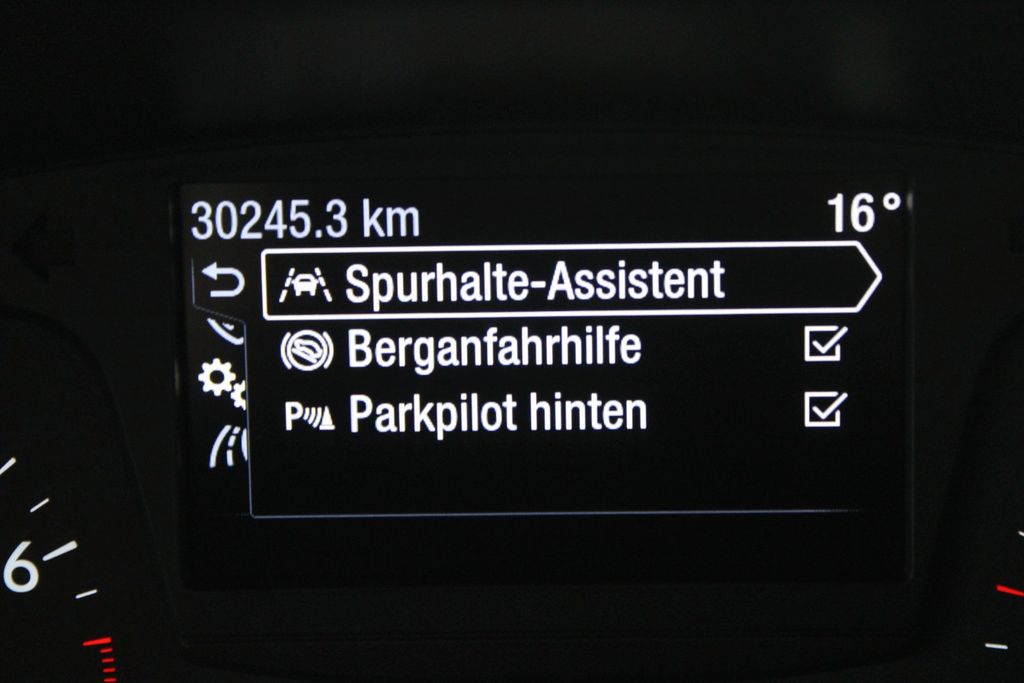 30245.3 km 16°
Spurhalte-Assistent
Berganfahrhilfe
P Parkpilot hinten
6